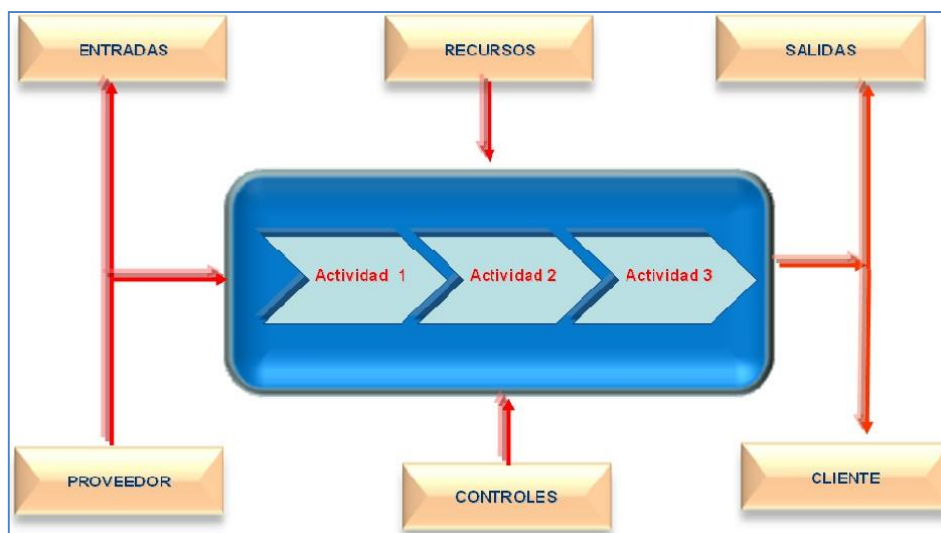 ENTRADAS
RECURSOS
SALIDAS
Actividad 1
Actividad 2
Actividad 3
PROVEEDOR
CONTROLES
CLIENTE